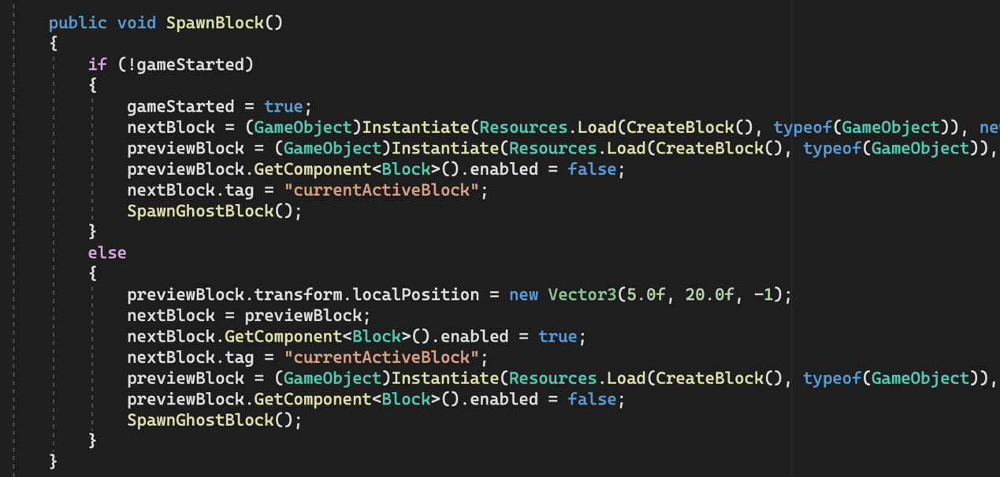 public void SpawnBlock()
{
if (!gameStarted)
{
gameStarted = true;
nextBlock = (GameObject)Instantiate(Resources.Load(CreateBlock(), typeof(GameObject)), ne
previewBlock = (GameObject)Instantiate(Resources.Load(CreateBlock(), typeof(GameObject)),
previewBlock.GetComponent<Block>().enabled = false;
nextBlock.tag = "currentActiveBlock";
SpawnGhostBlock();
}
else
{
previewBlock.transform.localPosition = new Vector3(5.0f, 20.0f, -1);
nextBlock = previewBlock;
nextBlock.GetComponent<Block>().enabled = true;
nextBlock.tag = "currentActiveBlock";
previewBlock = (GameObject)Instantiate(Resources.Load(CreateBlock(), typeof(GameObject)),
previewBlock.GetComponent<Block>().enabled = false;
SpawnGhostBlock();
}
}